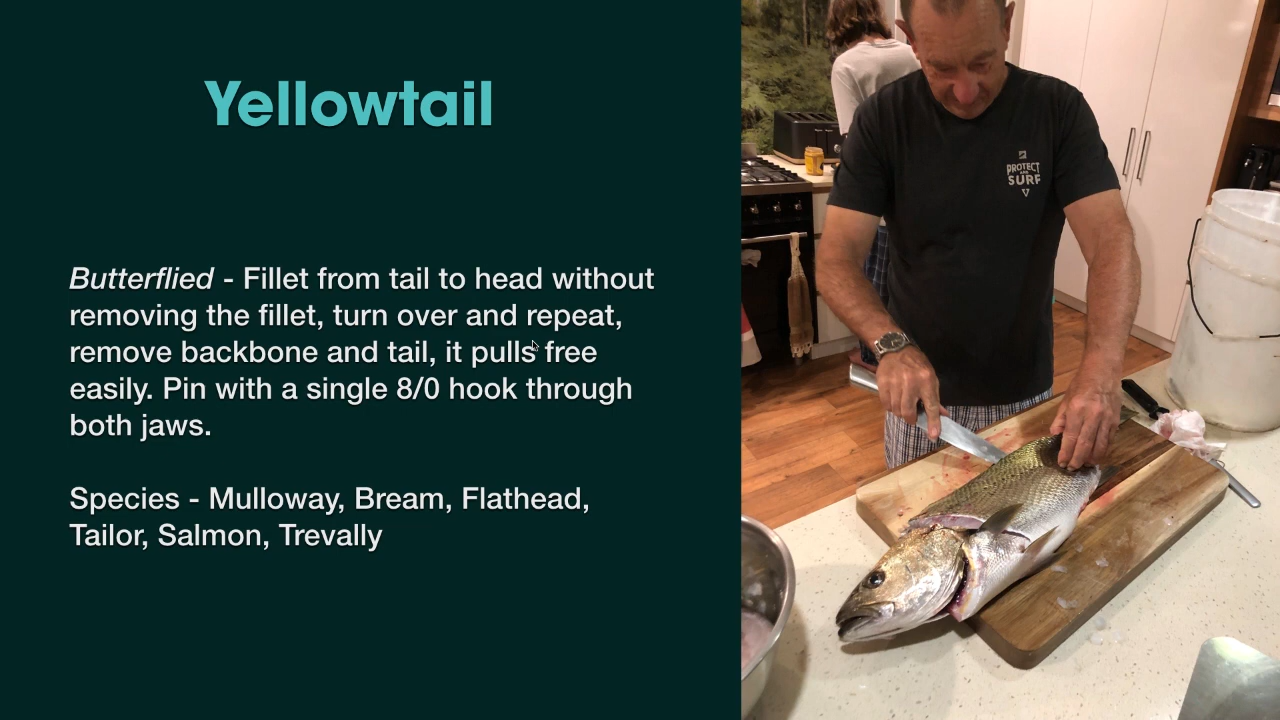 Yellowtail
Butterflied - Fillet from tail to head without
removing the fillet, turn over and repeat,
remove backbone and tail, it pulls free
easily. Pin with a single 8/0 hook through
both jaws.
Species - Mulloway, Bream, Flathead,
Tailor, Salmon, Trevally
PROTECT
SURF